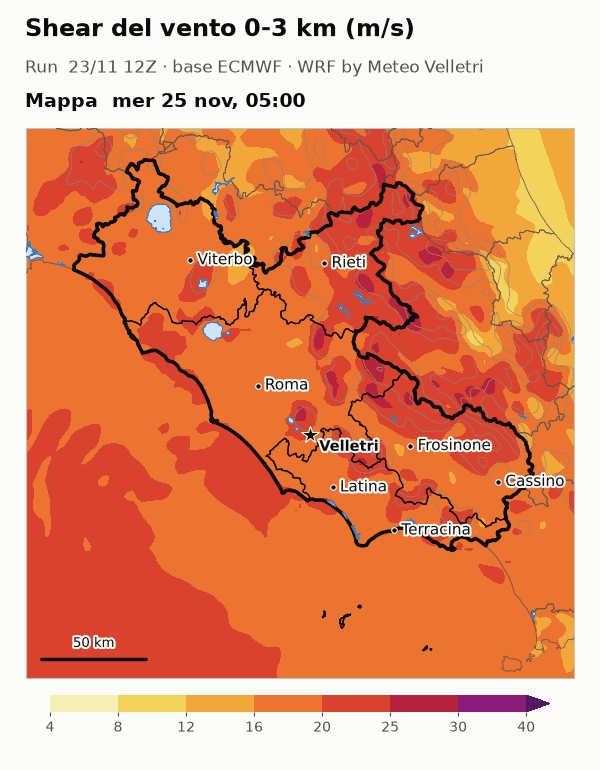 Shear del vento 0-3 km (m/s)
Run  23/11 12Z · base ECMWF · WRF by Meteo Velletri
Mappa  mer 25 nov, 05:00
Viterbo
Rieti
Roma
Velletri
Frosinone
Cassino
Latina
Terracina
50 km
4 8 12 16 20 25 30 40